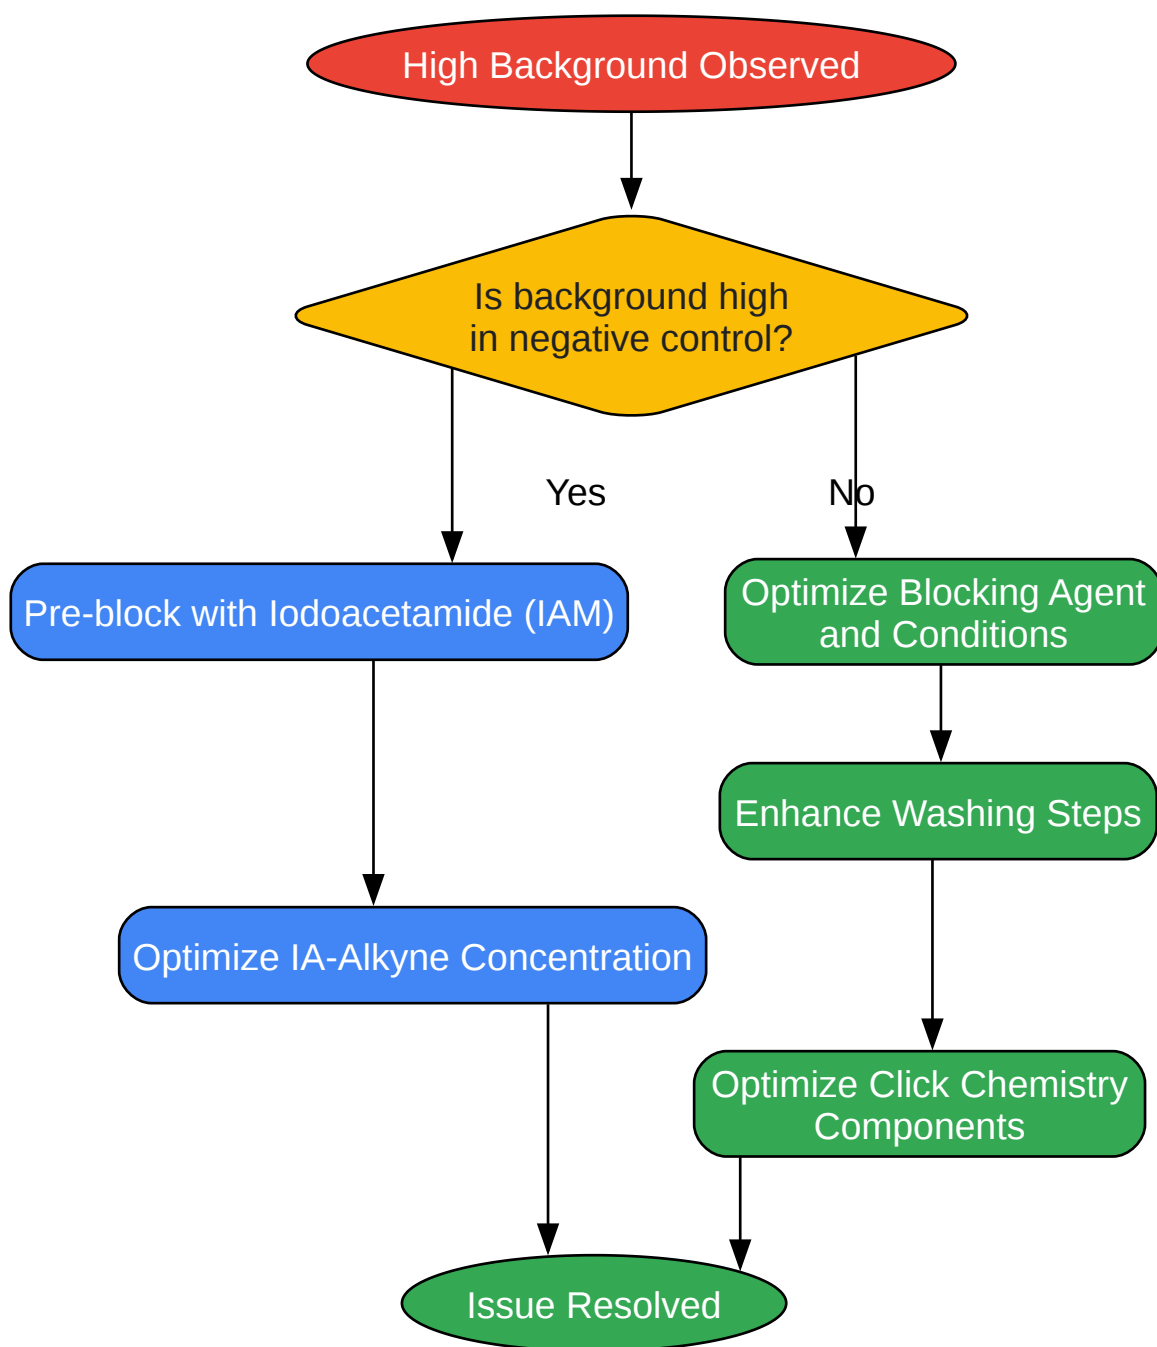 High Background Observed
Is background high
in negative control?
Yes
No
Pre-block with Iodoacetamide (IAM)
Optimize Blocking Agent
and Conditions
Enhance Washing Steps
Optimize IA-Alkyne Concentration
Optimize Click Chemistry
Components
Issue Resolved